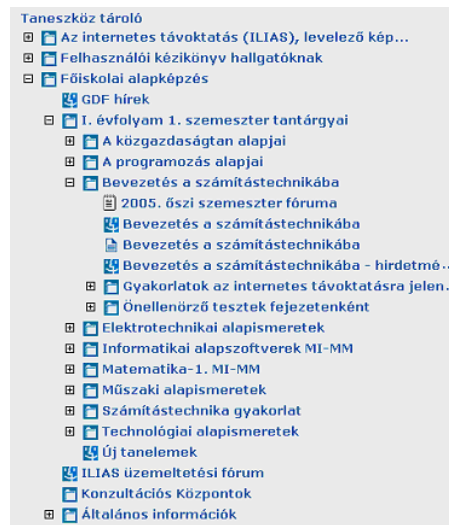 Taneszköz tároló
Az internetes távoktatás (ILIAS), levelező kép...
Felhasználói kézikönyv hallgatóknak
Főiskolai alapképzés
GDF hírek
I. évfolyam 1. szemeszter tantárgyai
A közgazdaságtan alapjai
A programozás alapjai
Bevezetés a számítástechnikába
2005. őszi szemeszter fóruma
Bevezetés a számítástechnikába
Bevezetés a számítástechnikába
Bevezetés a számítástechnikába - hirdetmé..
Gyakorlatok az internetes távoktatásra jelen.
Önellenörző tesztek fejezetenként
Elektrotechnikai alapismeretek
Informatikai alapszoftverek MI-MM
Matematika-1. MI-MM
Műszaki alapismeretek
Számítástechnika gyakorlat
Technológiai alapismeretek
Új tanelemek
ILIAS üzemeltetési fórum
Konzultációs Központok
Általános információk